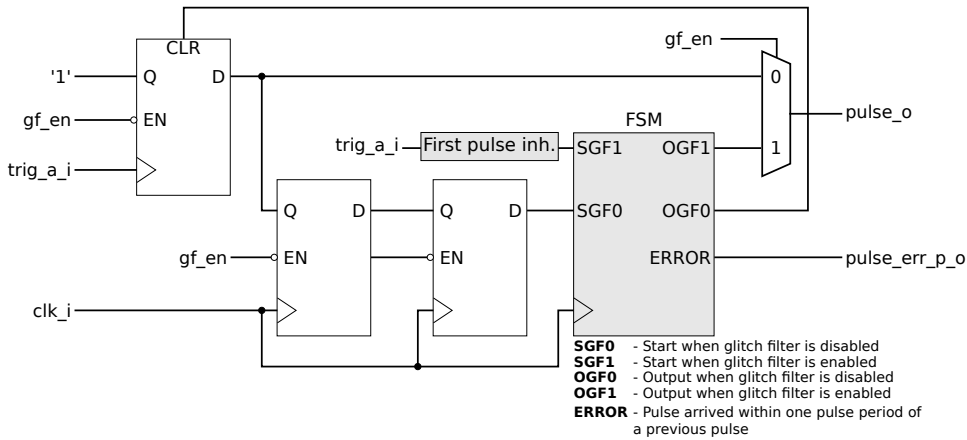 CLR
gf_en
'1'
Q
D
0
gf_en
EN
pulse_o
FSM
trig_a_i
First pulse inh.
SGF1
OGF1
1
trig_a_i
Q
D
Q
D
SGF0
OGF0
gf_en
EN
EN
ERROR
pulse_err_p_o
clk_i
SGF0 - Start when glitch filter is disabled
SGF1 - Start when glitch filter is enabled
OGF0 - Output when glitch filter is disabled
OGF1 - Output when glitch filter is enabled
ERROR - Pulse arrived within one pulse period of
a previous pulse